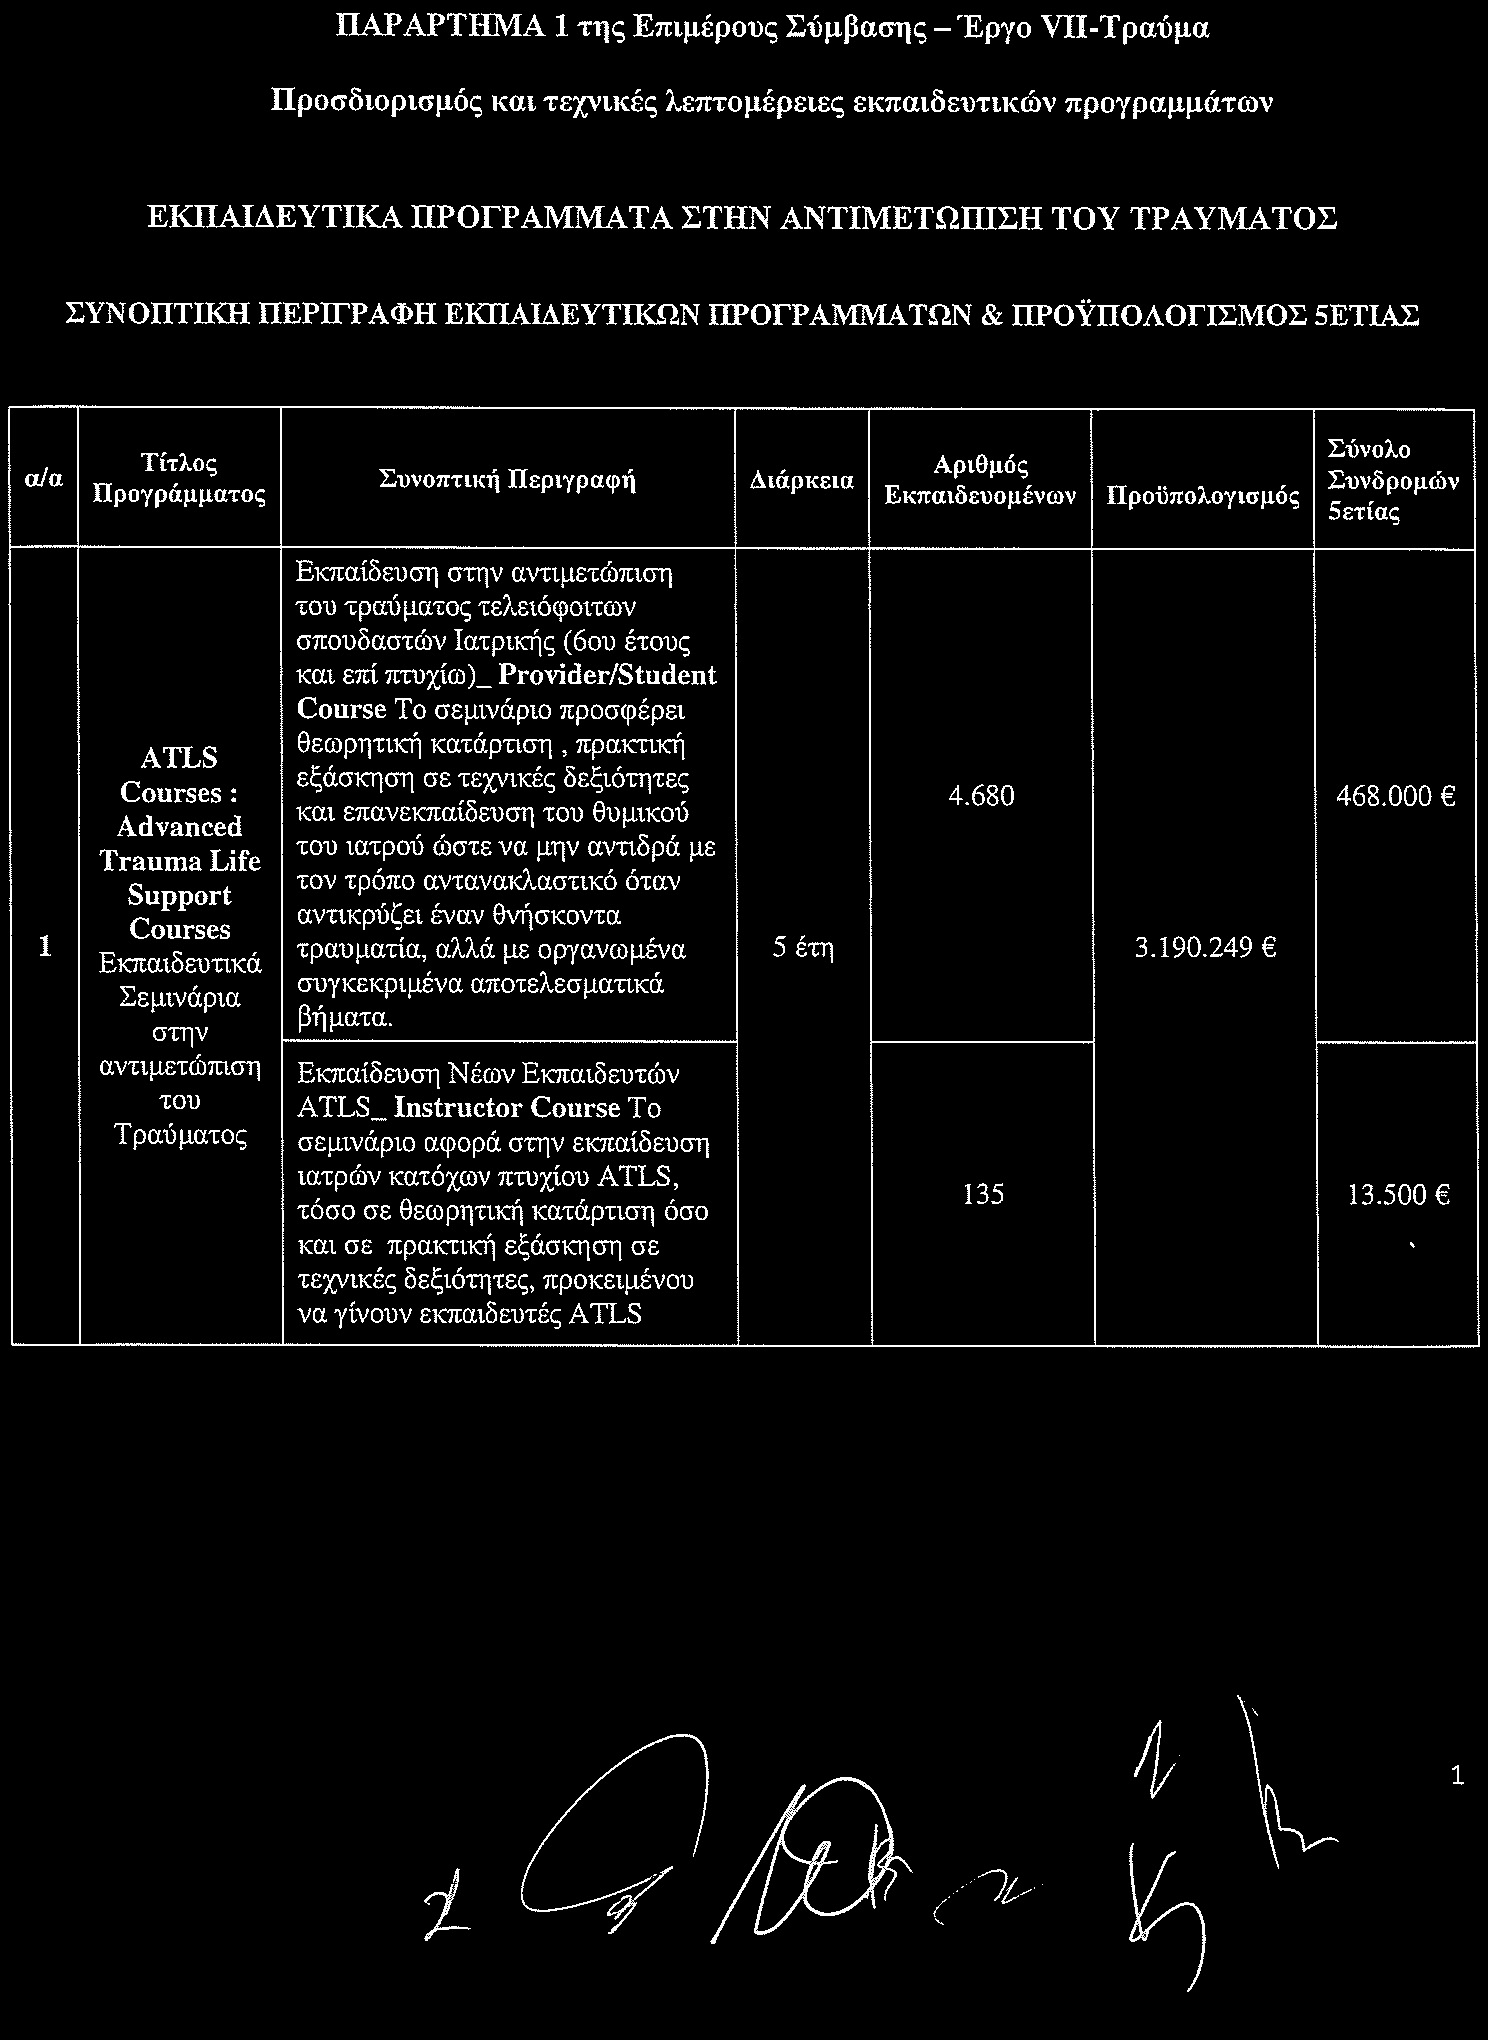 ΠΑΡΑΡΤΗΜΑ 1 της Επιμέρους Σύμβασης – Έργο VII-Τραύμα
Προσδιορισμός και τεχνικές λεπτομέρειες εκπαιδευτικών προγραμμάτων
ΕΚΠΑΙΔΕΥΤΙΚΑ ΠΡΟΓΡΑΜΜΑΤΑ ΣΤΗΝ ΑΝΤΙΜΕΤΩΠΙΣΗ ΤΟΥ ΤΡΑΥΜΑΤΟΣ
ΣΥΝΟΠΤΙΚΗ ΠΕΡΙΓΡΑΦΗ ΕΚΠΑΙΔΕΥΤΙΚΩΝ ΠΡΟΓΡΑΜΜΑΤΩΝ & ΠΡΟΫΠΟΛΟΓΙΣΜΟΣ 5ΕΤΙΑΣ
α/α
Τίτλος
Προγράμματος
Συνοπτική Περιγραφή
Διάρκεια
Αριθμός
Εκπαιδευομένων
Προϋπολογισμός
Σύνολο
Συνδρομών
5ετίας
1
ATLS
Courses :
Advanced
Trauma Life
Support
Courses
Εκπαιδευτικά
Σεμινάρια
στην
αντιμετώπιση
του
Τραύματος
Εκπαίδευση στην αντιμετώπιση
του τραύματος τελειόφοιτων
σπουδαστών Ιατρικής (6ου έτους
και επί πτυχίω)_ Provider/Student
Course Το σεμινάριο προσφέρει
θεωρητική κατάρτιση , πρακτική
εξάσκηση σε τεχνικές δεξιότητες
και επανεκπαίδευση του θυμικού
του ιατρού ώστε να μην αντιδρά με
τον τρόπο αντανακλαστικό όταν
αντικρύζει έναν θνήσκοντα
τραυματία, αλλά με οργανωμένα
συγκεκριμένα αποτελεσματικά
βήματα.
5 έτη
4.680
3.190.249 €
468.000 €
Εκπαίδευση Νέων Εκπαιδευτών
ATLS_ Instructor Course Το
σεμινάριο αφορά στην εκπαίδευση
ιατρών κατόχων πτυχίου ATLS,
τόσο σε θεωρητική κατάρτιση όσο
και σε πρακτική εξάσκηση σε
τεχνικές δεξιότητες, προκειμένου
να γίνουν εκπαιδευτές ATLS
135
13.500 €
1